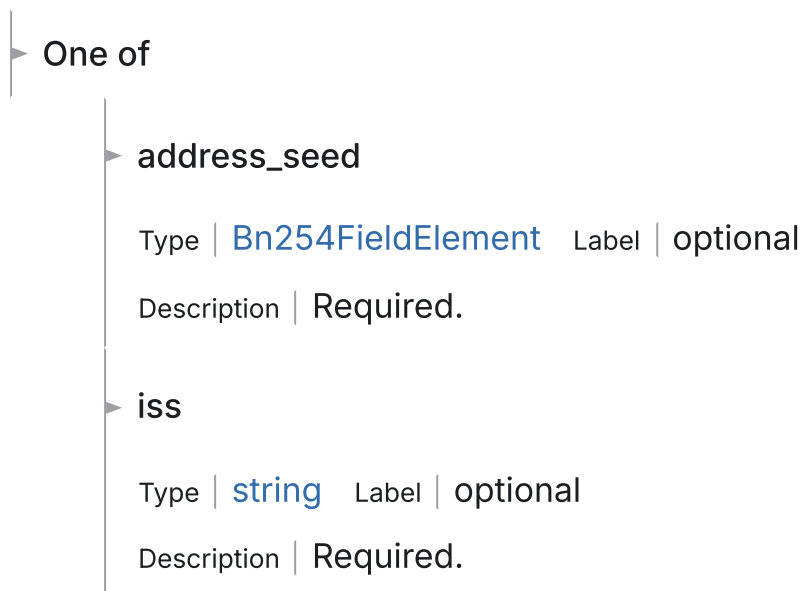 One of
address_seed
Type Bn254FieldElement Label optional
Description Required.
iss
Type string Label optional
Description Required.